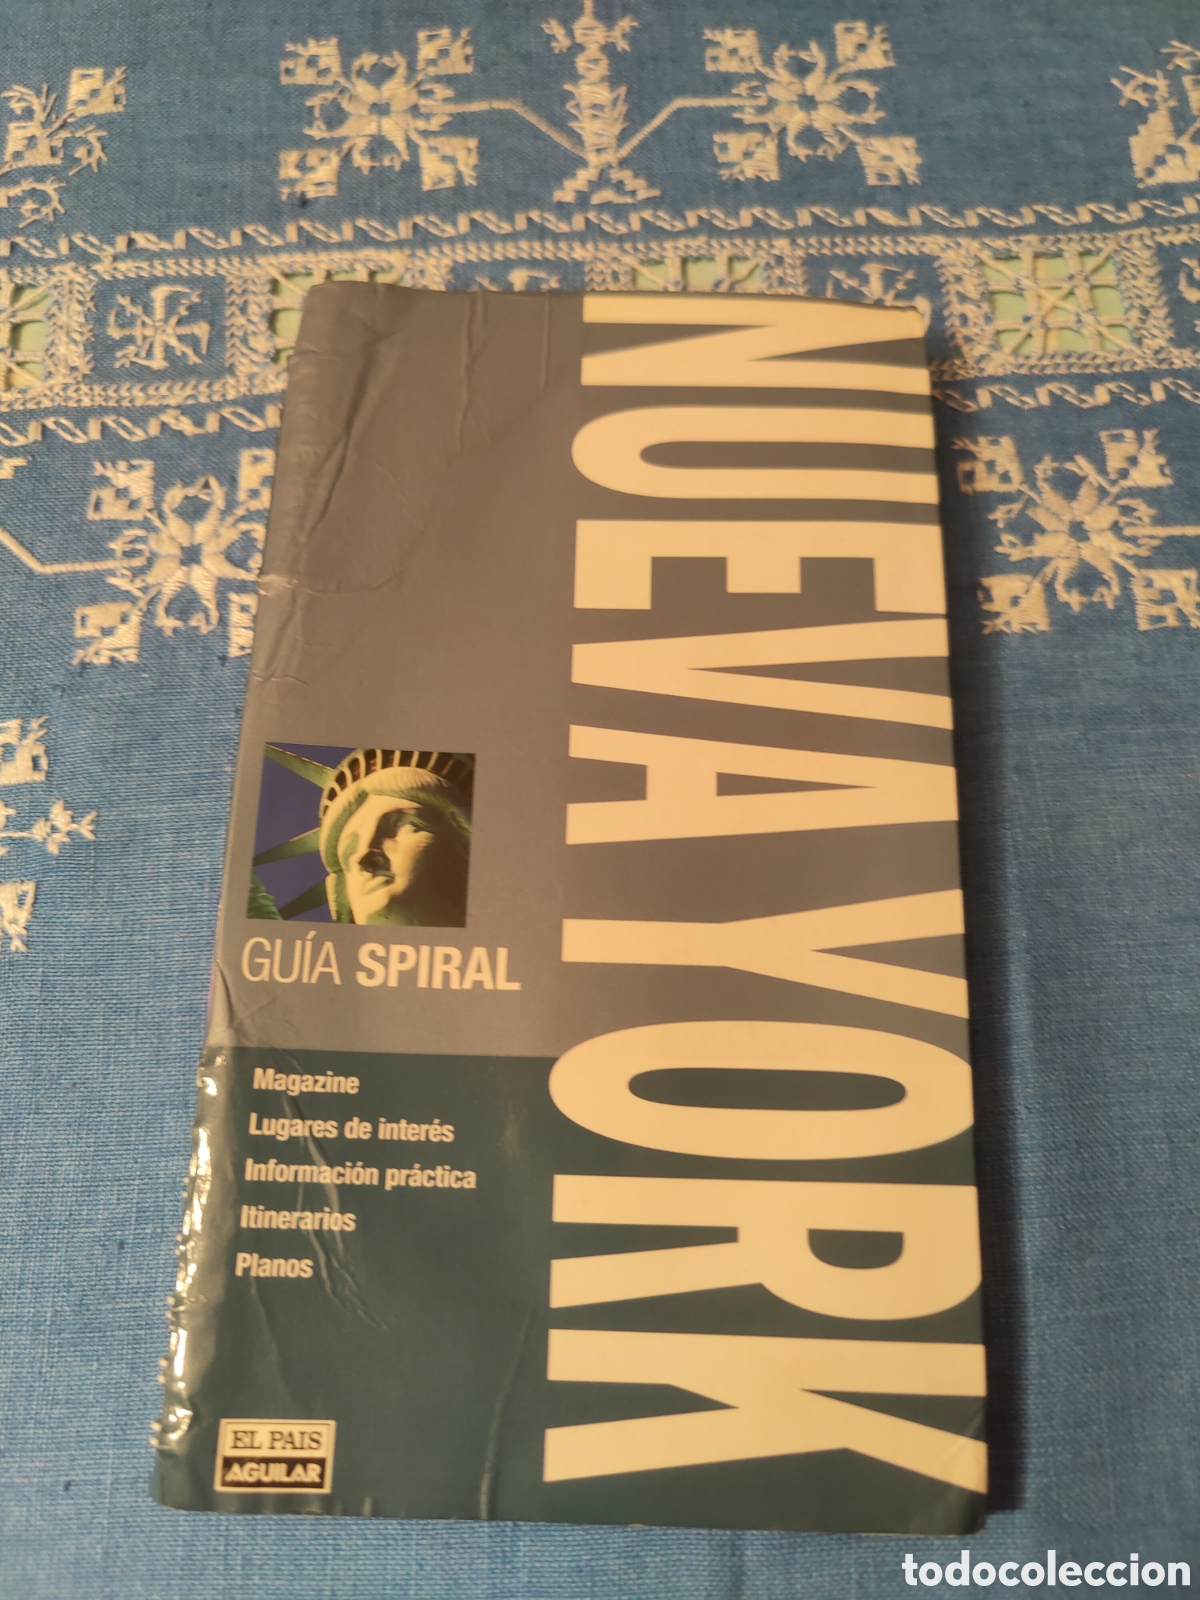 NUEVA YORK
GUÍA SPIRAL
Magazine
Lugares de interés
Información práctica
Itinerarios
Planos
EL PAIS
AGUILAR
todocoleccion